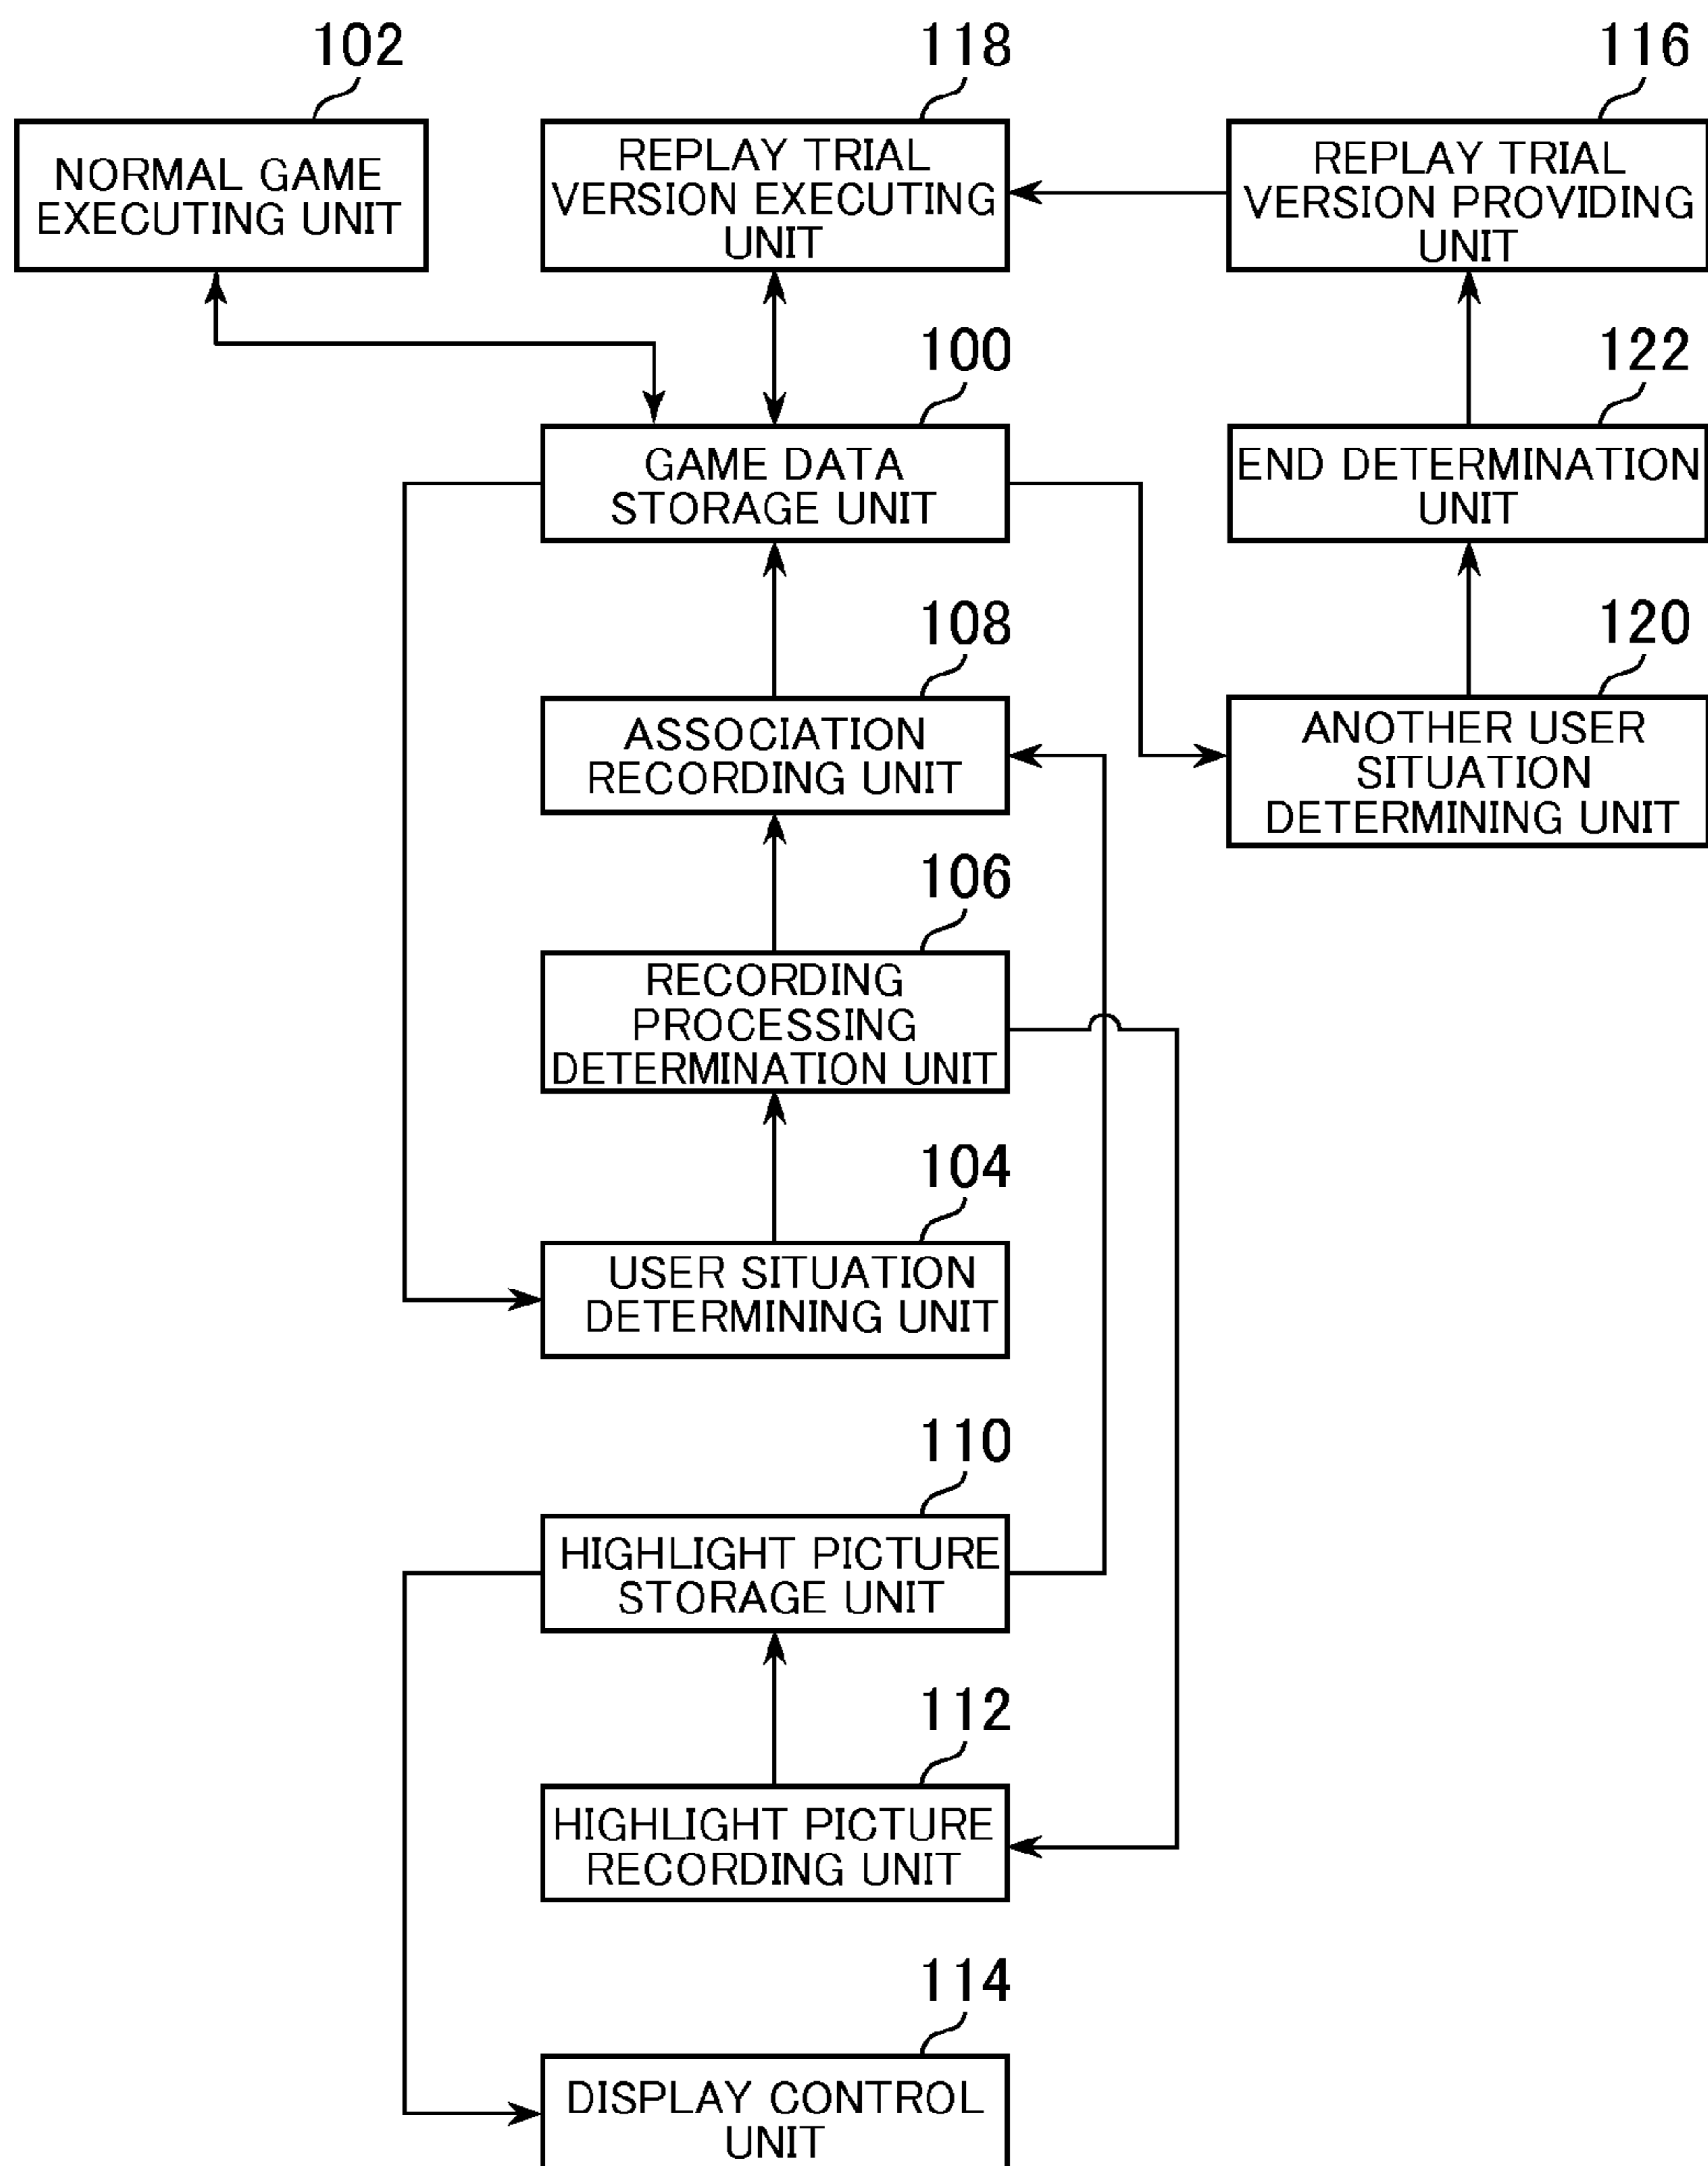 102
NORMAL GAME
EXECUTING UNIT
118
REPLAY TRIAL
VERSION EXECUTING
UNIT
116
REPLAY TRIAL
VERSION PROVIDING
UNIT
100
GAME DATA
STORAGE UNIT
122
END DETERMINATION
UNIT
108
ASSOCIATION
RECORDING UNIT
120
ANOTHER USER
SITUATION
DETERMINING UNIT
106
RECORDING
PROCESSING
DETERMINATION UNIT
104
USER SITUATION
DETERMINING UNIT
110
HIGHLIGHT PICTURE
STORAGE UNIT
112
HIGHLIGHT PICTURE
RECORDING UNIT
114
DISPLAY CONTROL
UNIT